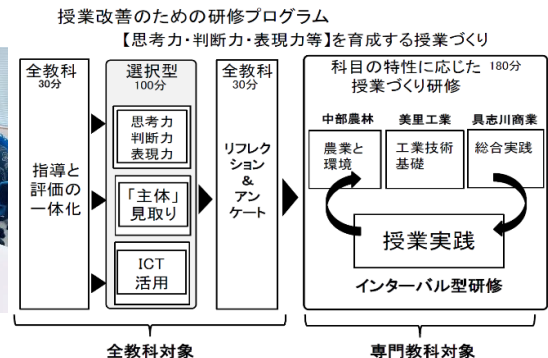 授業改善のための研修プログラム
【思考力・判断力・表現力等】を育成する授業づくり
全教科
30分
指導と
評価の
一体化
選択型
100分
思考力
判断力
表現力
「主体」
見取り
ICT
活用
全教科
30分
リフレ
クション
&
アン
ケート
科目の特性に応じた 180分
授業づくり研修
中部農林
農業と
環境
美里工業
工業技術
基礎
具志川商業
総合実践
授業実践
インターバル型研修
全教科対象
専門教科対象